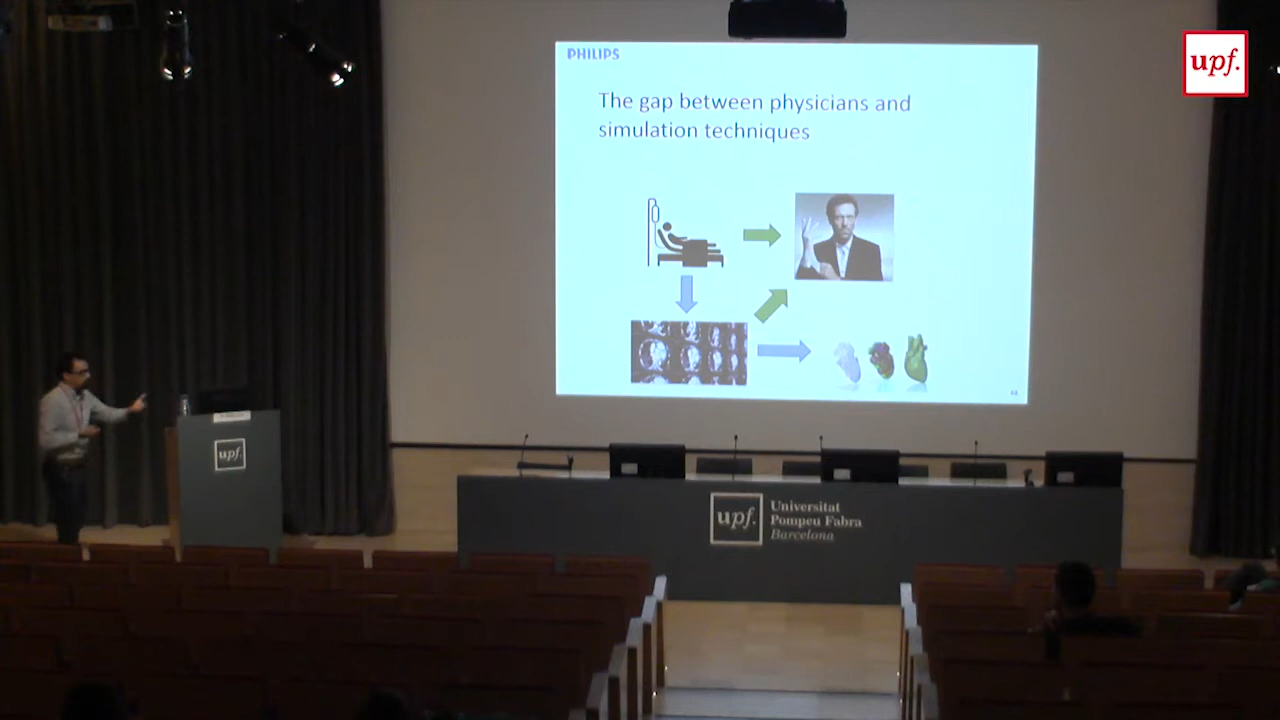 PHILIPS
The gap between physicians and
simulation techniques
upf.
upf.
upf.
Universitat
Pompeu Fabra
Barcelona